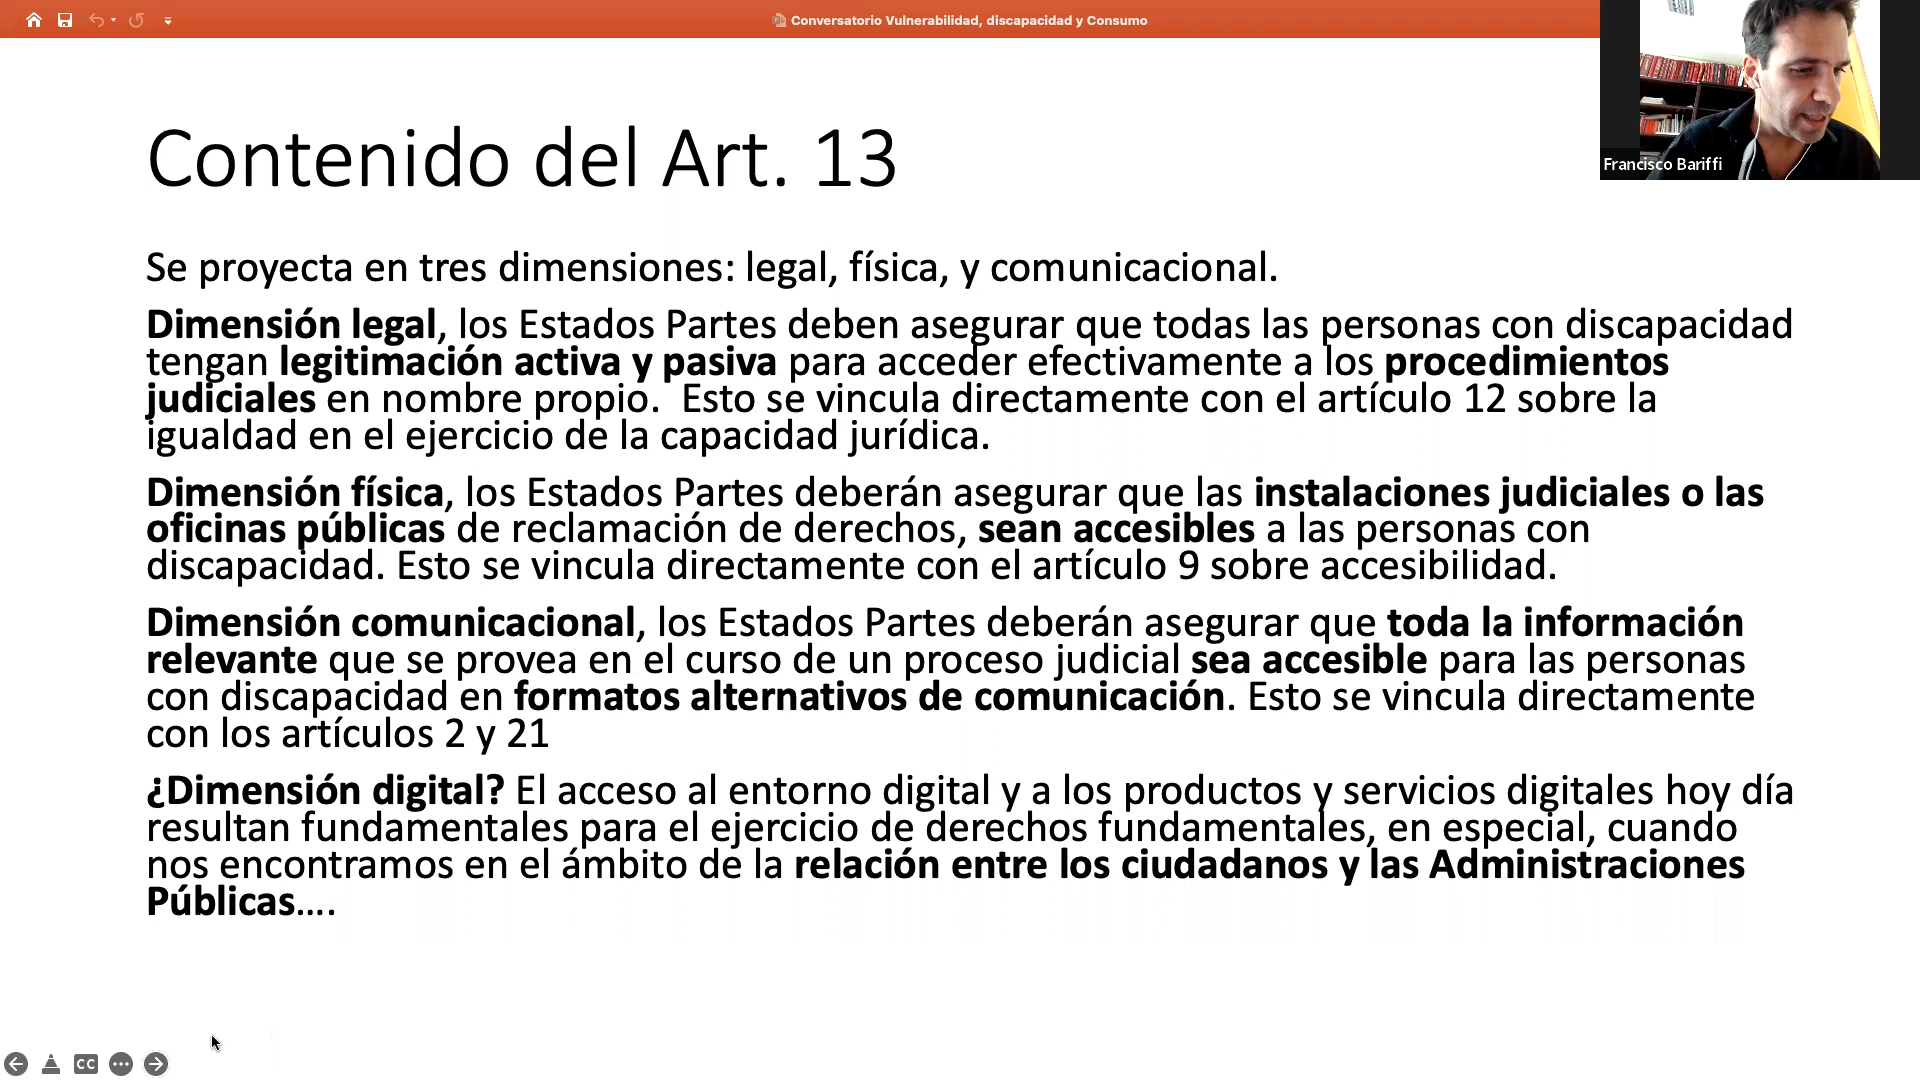 Conversatorio Vulnerabilidad, discapacidad y Consumo
Francisco Bariffi
Contenido del Art. 13
Se proyecta en tres dimensiones: legal, física, y comunicacional.
Dimensión legal, los Estados Partes deben asegurar que todas las personas con discapacidad
tengan legitimación activa y pasiva para acceder efectivamente a los procedimientos
judiciales en nombre propio.  Esto se vincula directamente con el artículo 12 sobre la
igualdad en el ejercicio de la capacidad jurídica.
Dimensión física, los Estados Partes deberán asegurar que las instalaciones judiciales o las
oficinas públicas de reclamación de derechos, sean accesibles a las personas con
discapacidad. Esto se vincula directamente con el artículo 9 sobre accesibilidad.
Dimensión comunicacional, los Estados Partes deberán asegurar que toda la información
relevante que se provea en el curso de un proceso judicial sea accesible para las personas
con discapacidad en formatos alternativos de comunicación. Esto se vincula directamente
con los artículos 2 y 21
¿Dimensión digital? El acceso al entorno digital y a los productos y servicios digitales hoy día
resultan fundamentales para el ejercicio de derechos fundamentales, en especial, cuando
nos encontramos en el ámbito de la relación entre los ciudadanos y las Administraciones
Públicas….
CC